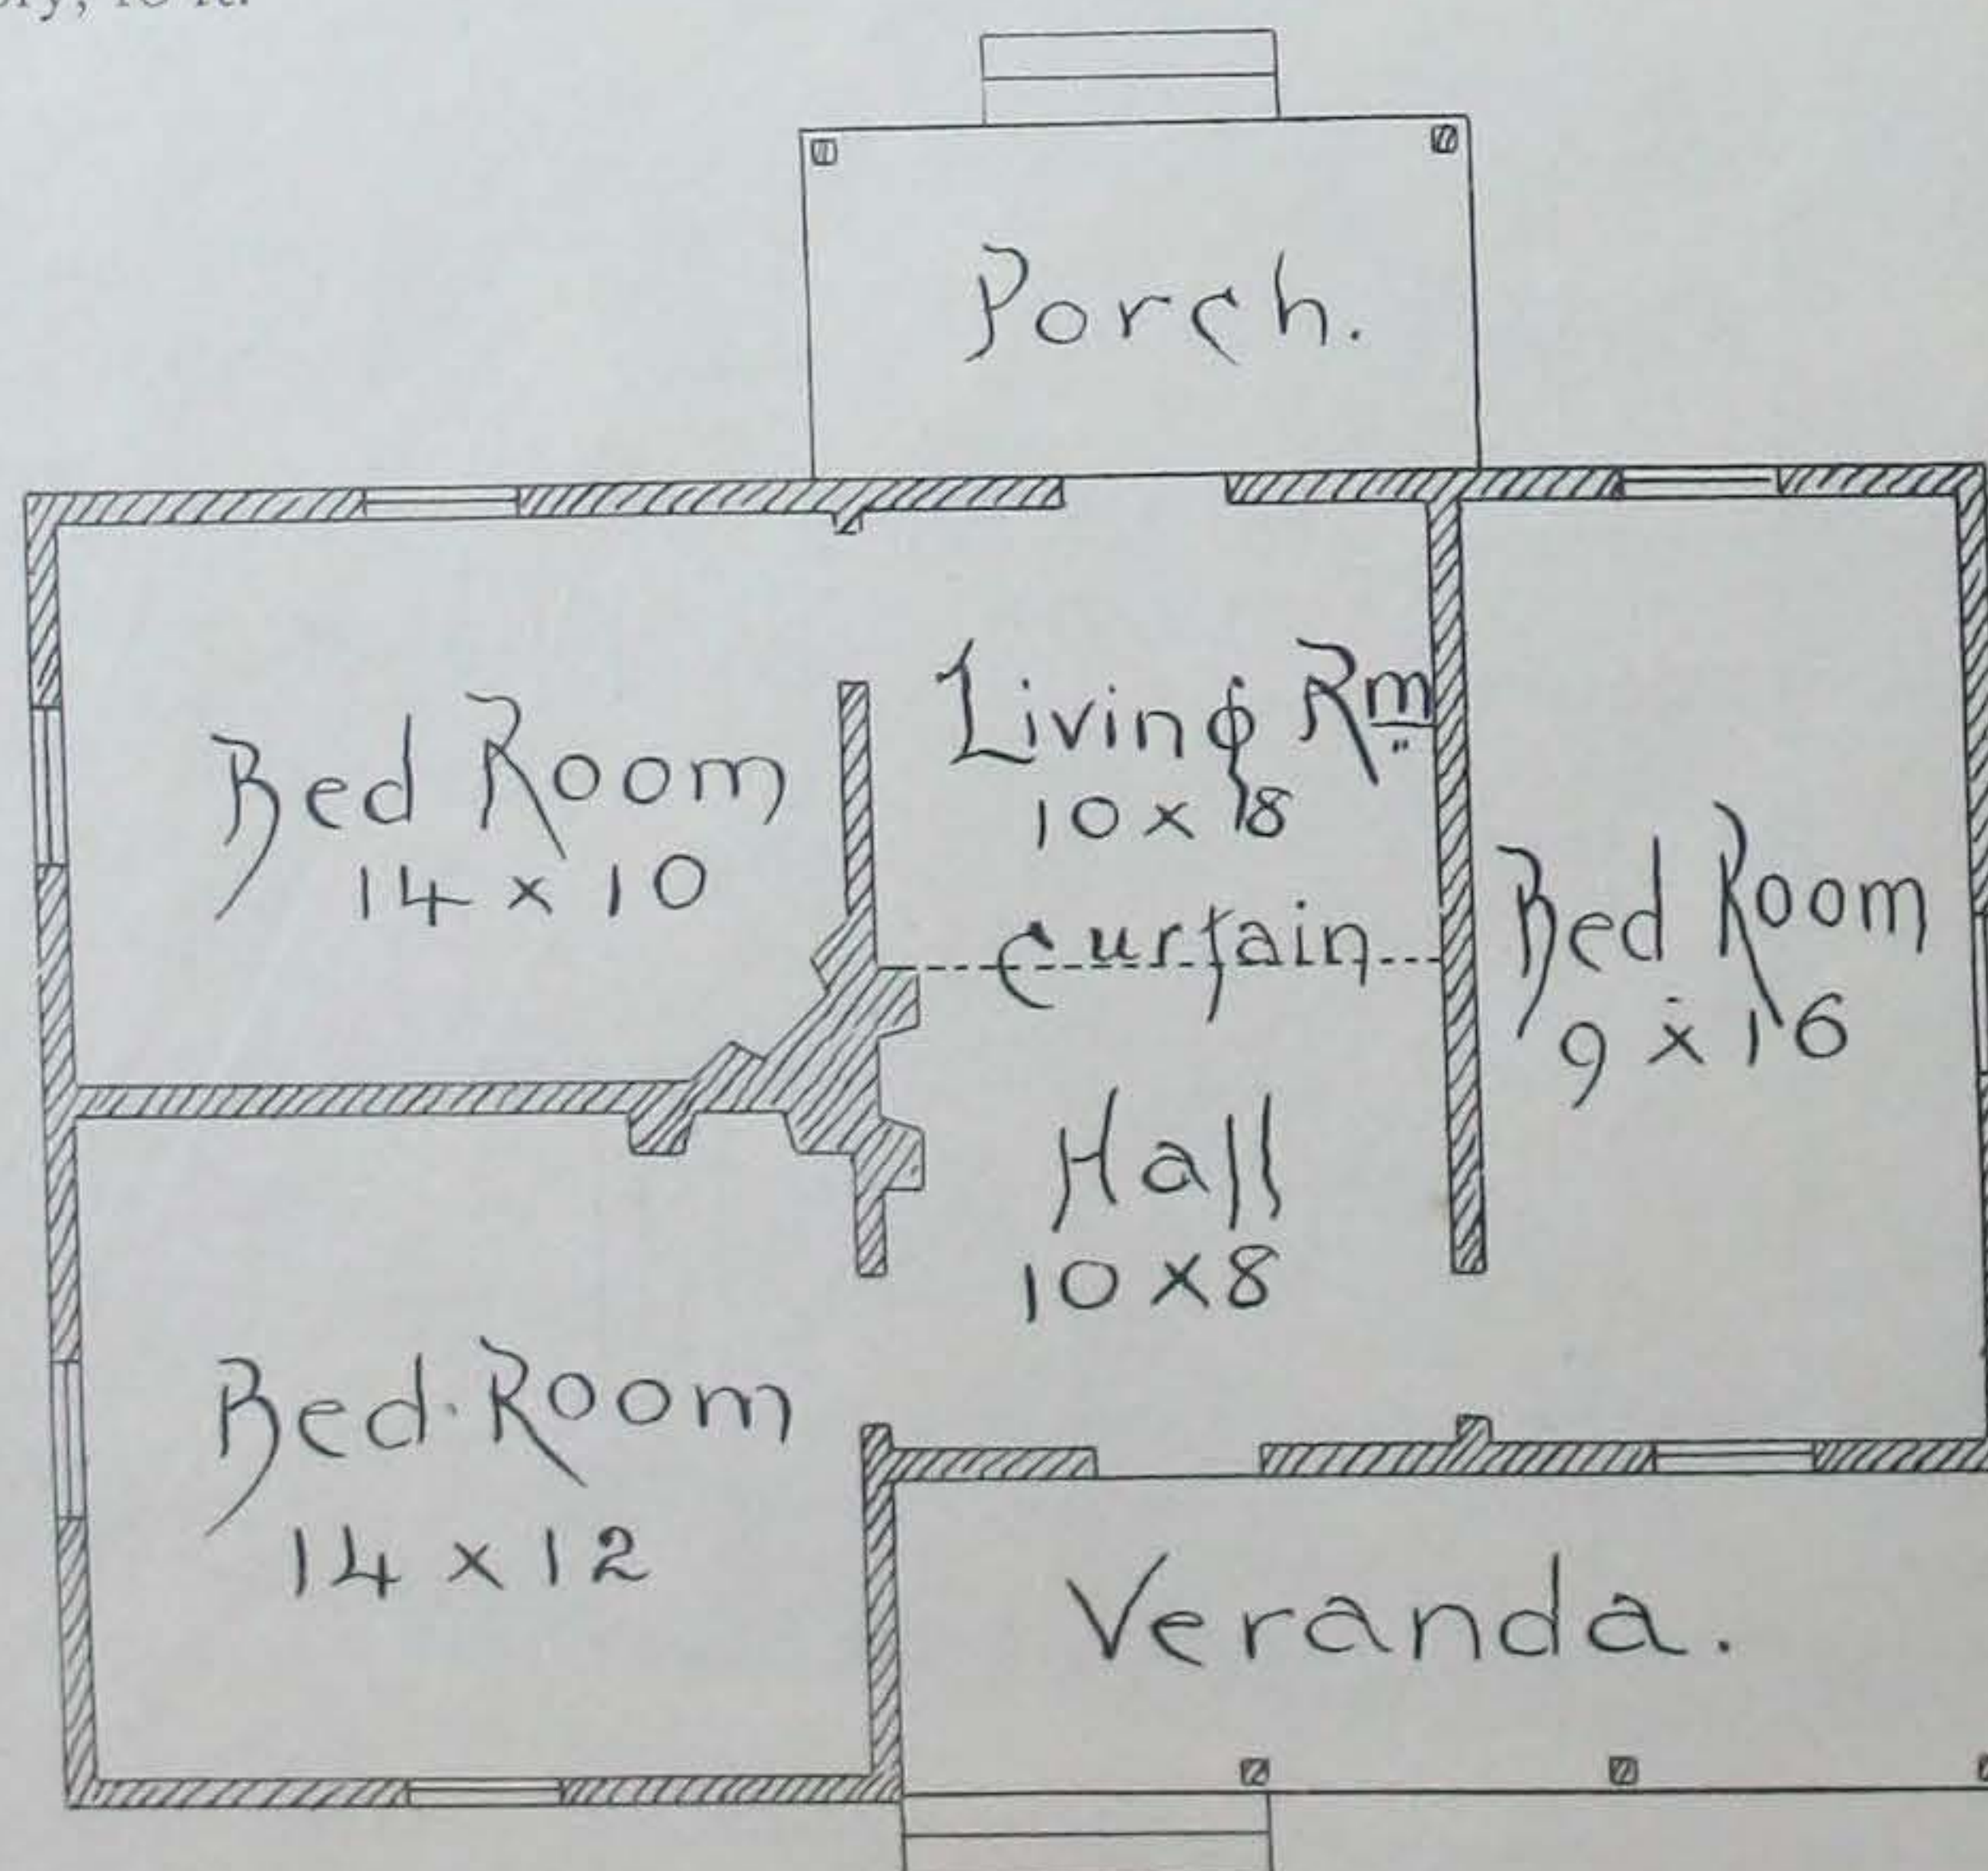 Porch.
Living Rm
10 x 8
Bed Room
14 x 10
Curtain
Bed Room
9 x 16
Hall
10 x 8
Bed Room
14 x 12
Veranda.